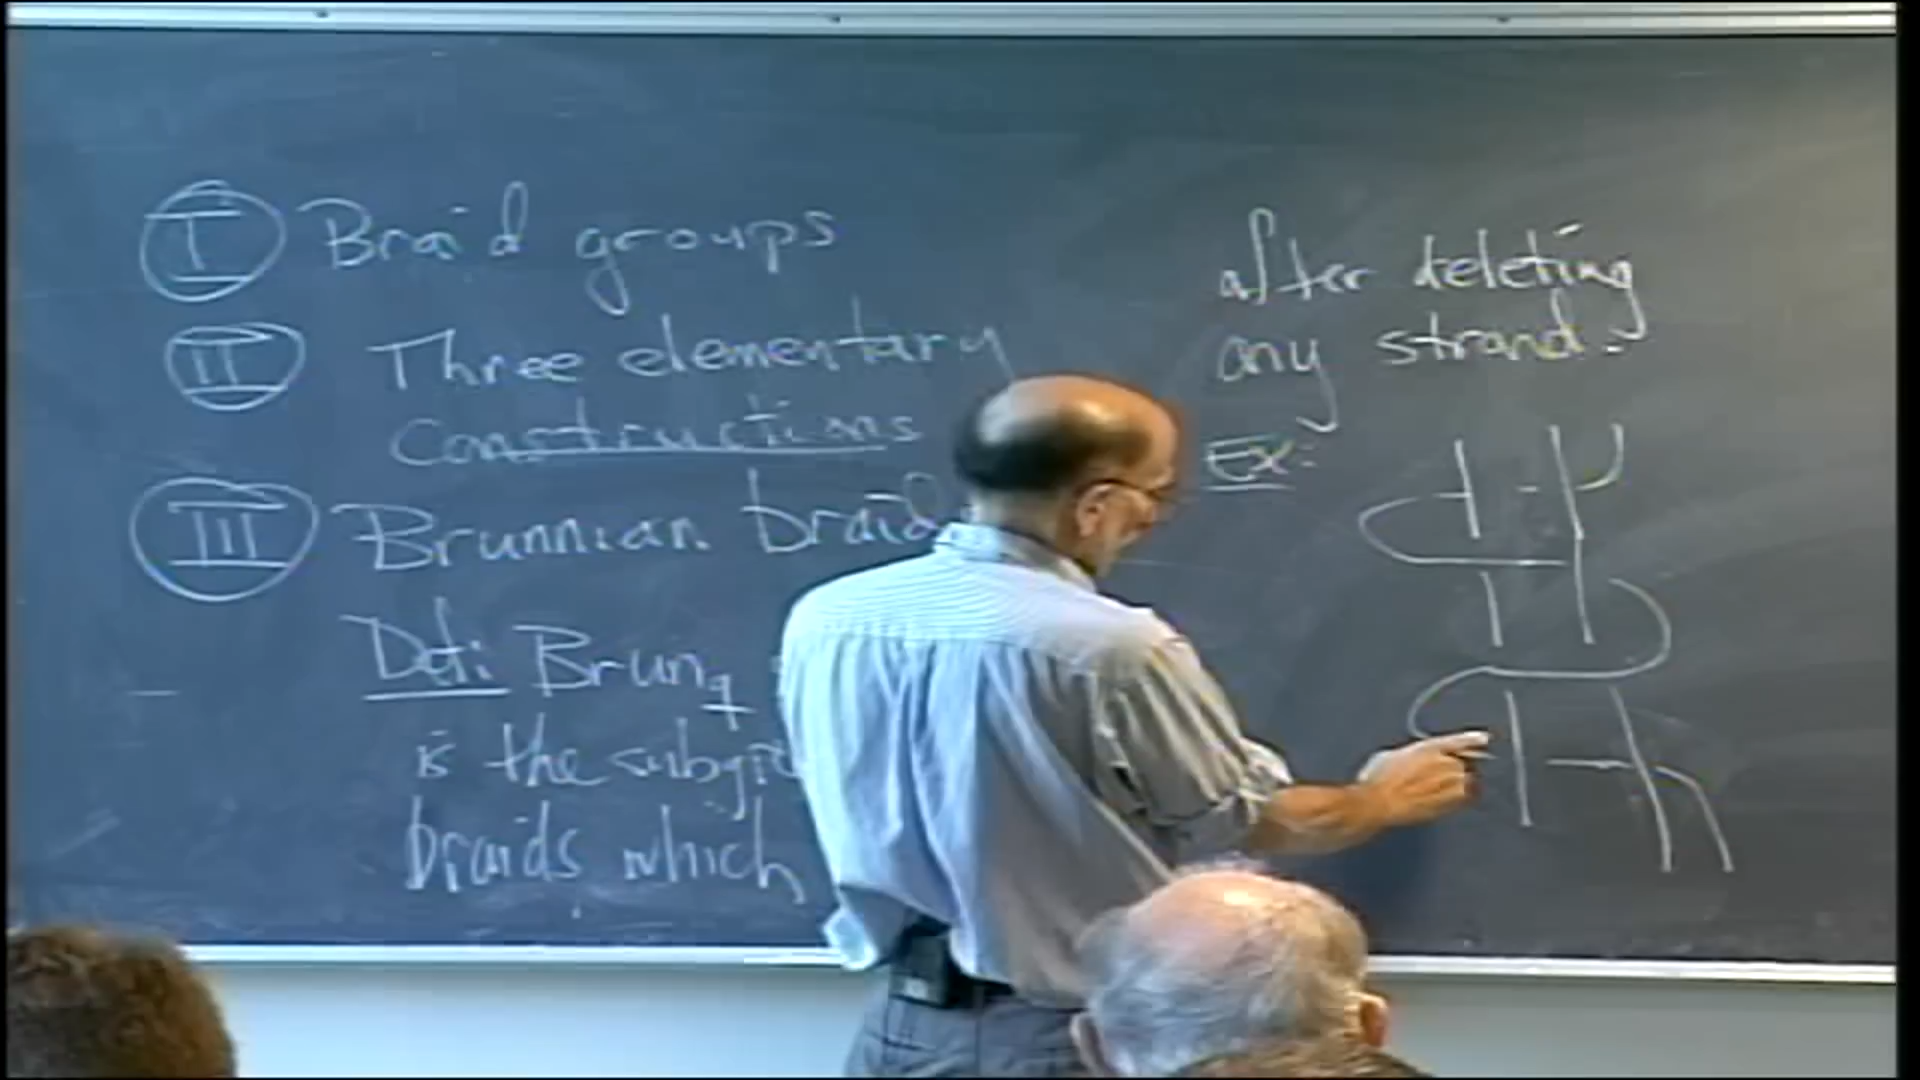 I Braid groups
II Three elementary
constructions
III Brunnian braid
Def: Brunq
is the subgr
braids which
after deleting
any strand.
Ex: